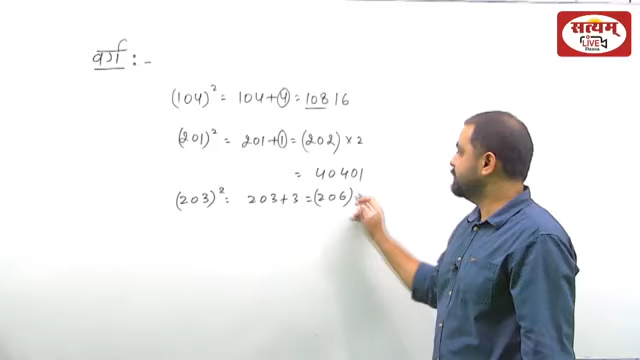 सत्यम्
LIVE
classes
वर्ग :-
(104)² = 104+4 = 10816
(201)² = 201+1 = (202) × 2
= 40401
(203)² = 203+3 = (206)